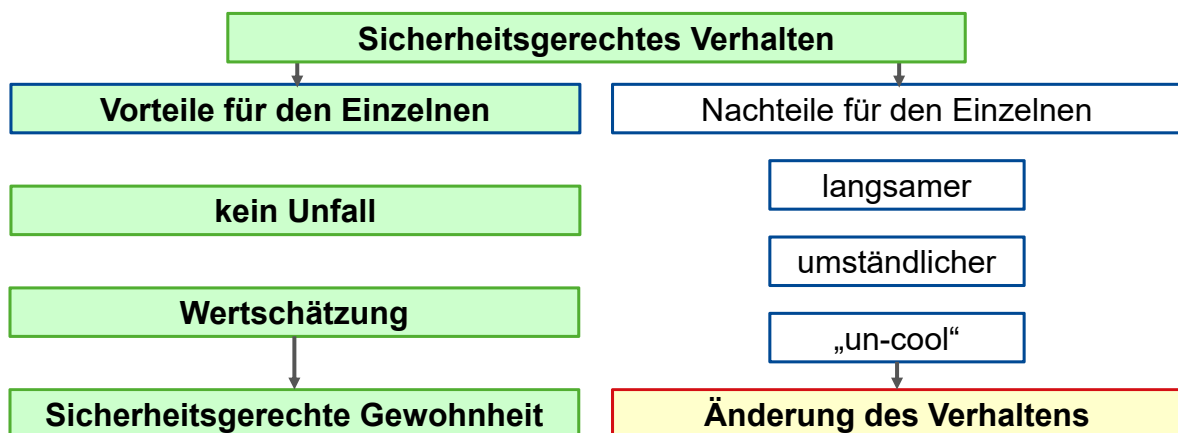 Sicherheitsgerechtes Verhalten
Vorteile für den Einzelnen
Nachteile für den Einzelnen
kein Unfall
langsamer
umständlicher
Wertschätzung
„un-cool“
Sicherheitsgerechte Gewohnheit
Änderung des Verhaltens